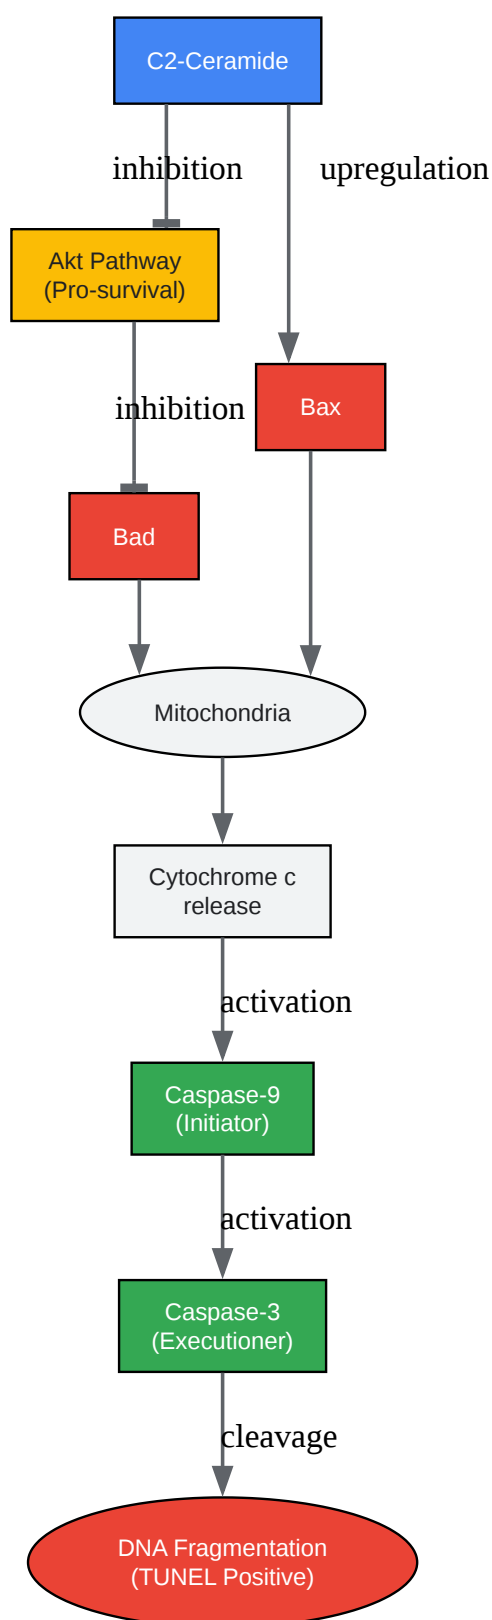 C2-Ceramide
inhibition
upregulation
Akt Pathway
(Pro-survival)
inhibition
Bax
Bad
Mitochondria
Cytochrome c
release
activation
Caspase-9
(Initiator)
activation
Caspase-3
(Executioner)
cleavage
DNA Fragmentation
(TUNEL Positive)